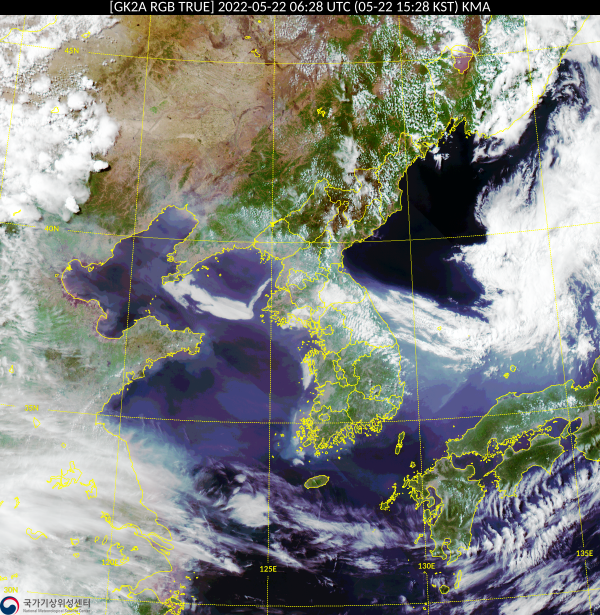 [GK2A RGB TRUE] 2022-05-22 06:28 UTC (05-22 15:28 KST) KMA
45N
40N
125E
130E
135E
국가기상위성센터
National Meteorological Satellite Center